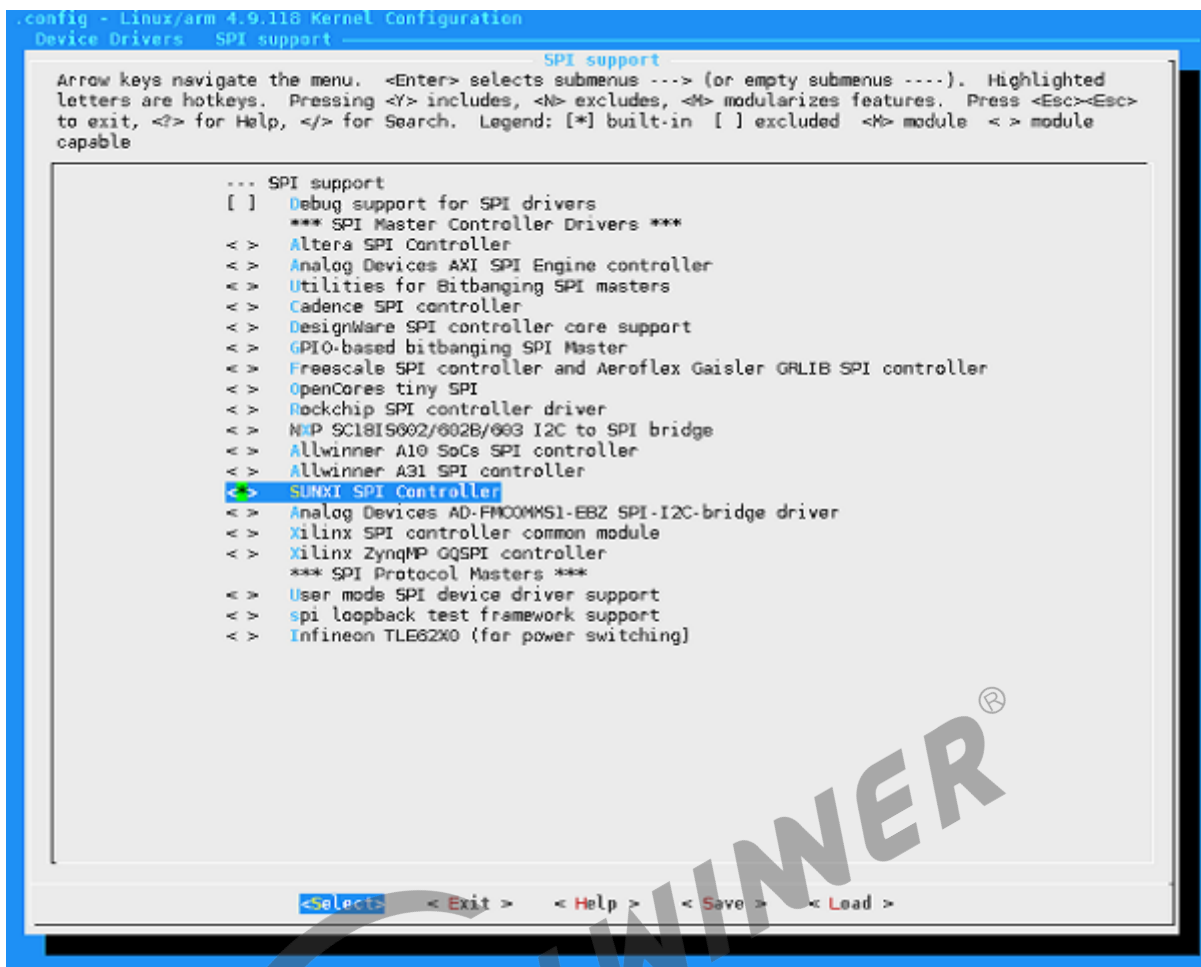 .config - Linux/arm 4.9.118 Kernel Configuration
Device Drivers   SPI support
SPI support
Arrow keys navigate the menu.  <Enter> selects submenus ---> (or empty submenus ----).  Highlighted
letters are hotkeys.  Pressing <Y> includes, <N> excludes, <M> modularizes features.  Press <Esc><Esc>
to exit, <?> for Help, </> for Search.  Legend: [*] built-in  [ ] excluded  <M> module  < > module
capable
--- SPI support
[ ]   Debug support for SPI drivers
*** SPI Master Controller Drivers ***
< >   Altera SPI Controller
< >   Analog Devices AXI SPI Engine controller
< >   Utilities for Bitbanging SPI masters
< >   Cadence SPI controller
< >   DesignWare SPI controller core support
< >   GPIO-based bitbanging SPI Master
< >   Freescale SPI controller and Aeroflex Gaisler GRLIB SPI controller
< >   OpenCores tiny SPI
< >   Rockchip SPI controller driver
< >   NXP SC18IS602/602B/603 I2C to SPI bridge
< >   Allwinner A10 SoCs SPI controller
< >   Allwinner A31 SPI controller
<*>   SUNXI SPI Controller
< >   Analog Devices AD-FMCOMMS1-EBZ SPI-I2C-bridge driver
< >   Xilinx SPI controller common module
< >   Xilinx ZynqMP GQSPI controller
*** SPI Protocol Masters ***
< >   User mode SPI device driver support
< >   spi loopback test framework support
< >   Infineon TLE62X0 (for power switching)
<Select>    < Exit >    < Help >    < Save >    < Load >
WINNER®